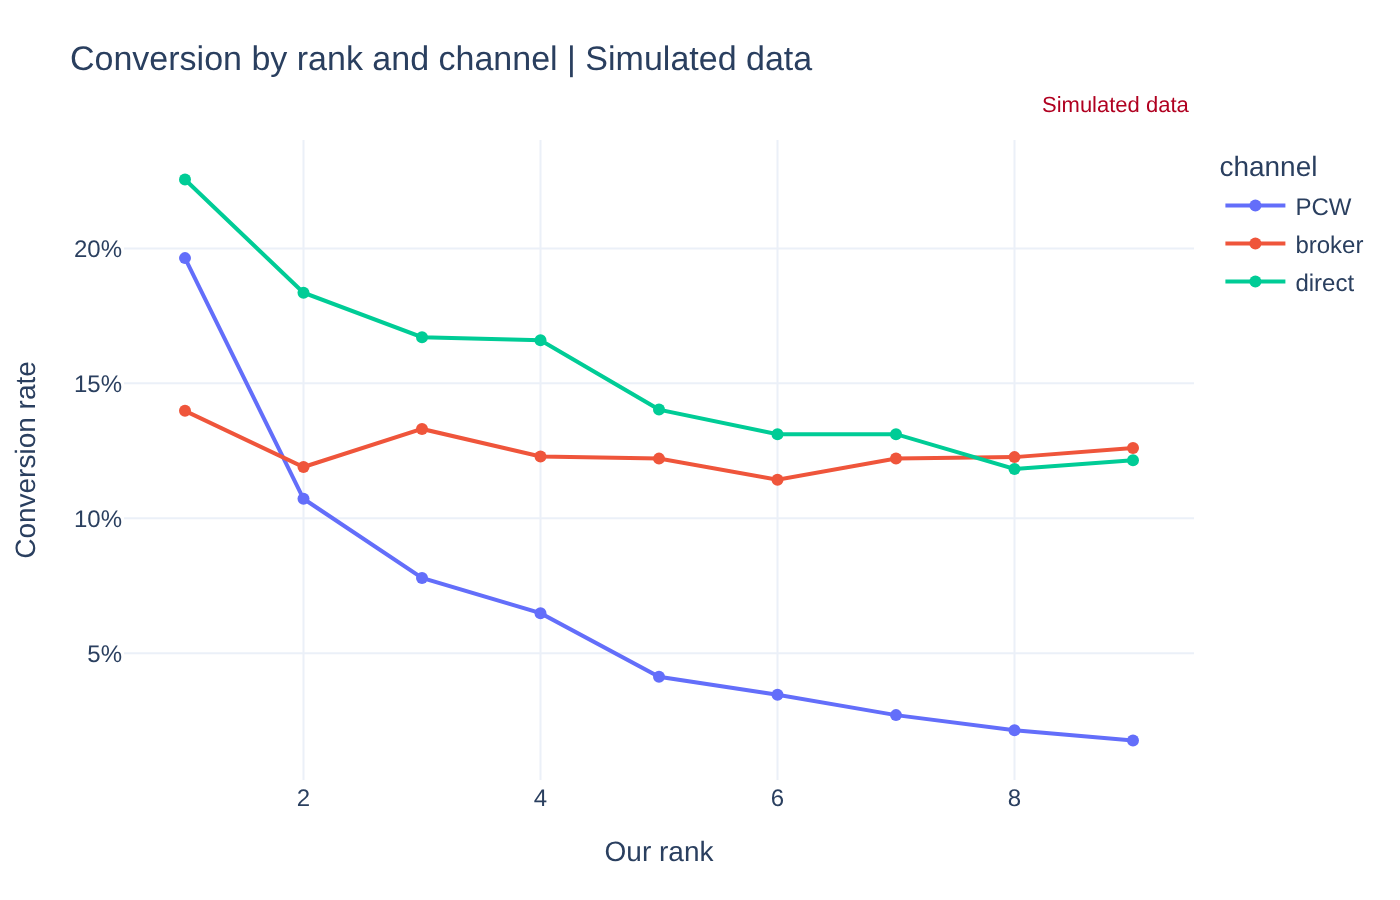 Conversion by rank and channel | Simulated data
Simulated data
channel
PCW
broker
direct
Conversion rate
20%
15%
10%
5%
2
4
6
8
Our rank